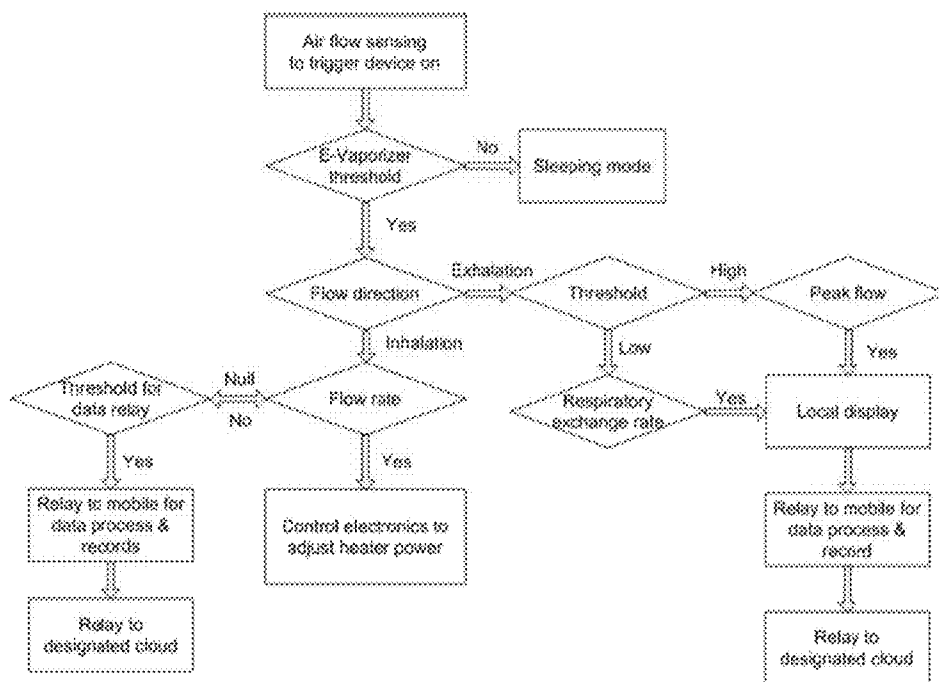 Air flow sensing
to trigger device on
E-Vaporizer
threshold
No
Sleeping mode
Yes
Flow direction
Exhalation
Threshold
High
Peak flow
Inhalation
Low
Yes
Threshold for
data relay
Null
No
Flow rate
Respiratory
exchange rate
Yes
Local display
Yes
Yes
Relay to mobile for
data process &
records
Control electronics to
adjust heater power
Relay to mobile for
data process &
record
Relay to
designated cloud
Relay to
designated cloud